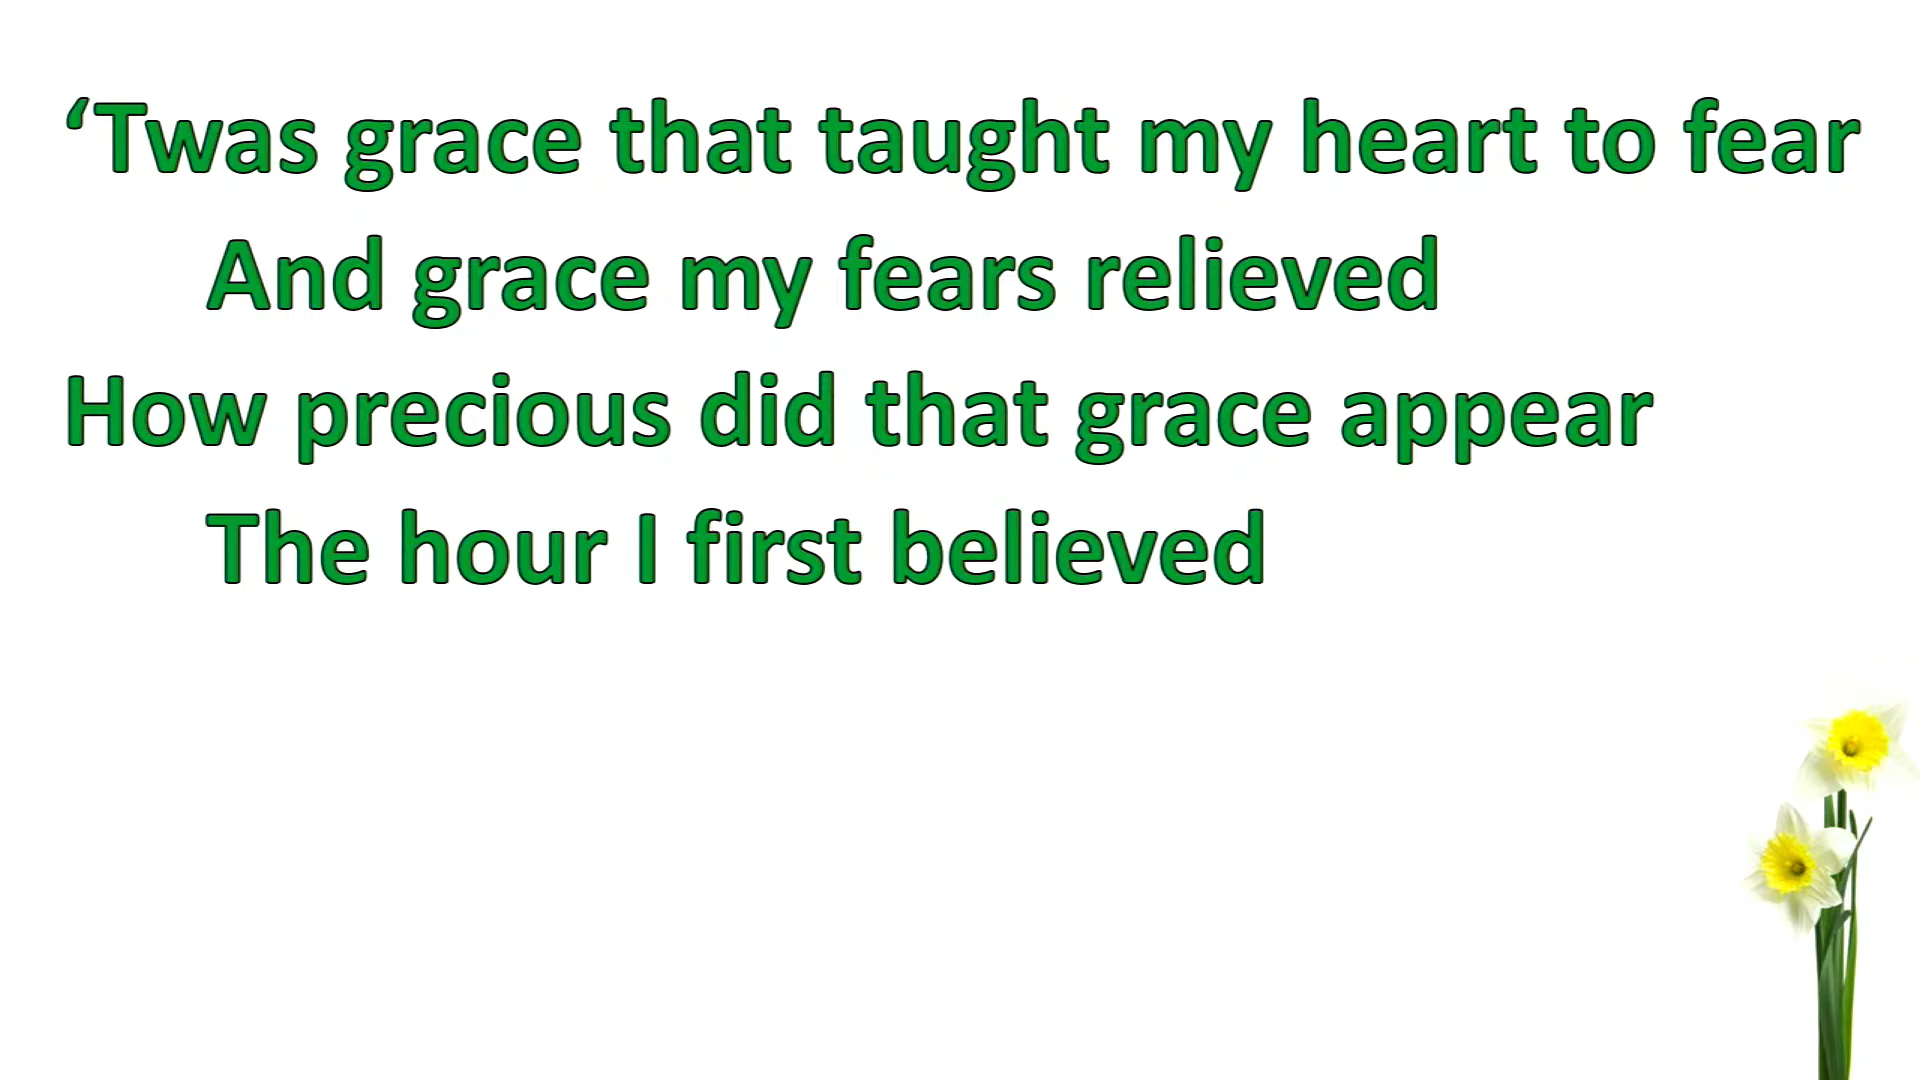 ‘Twas grace that taught my heart to fear
And grace my fears relieved
How precious did that grace appear
The hour I first believed